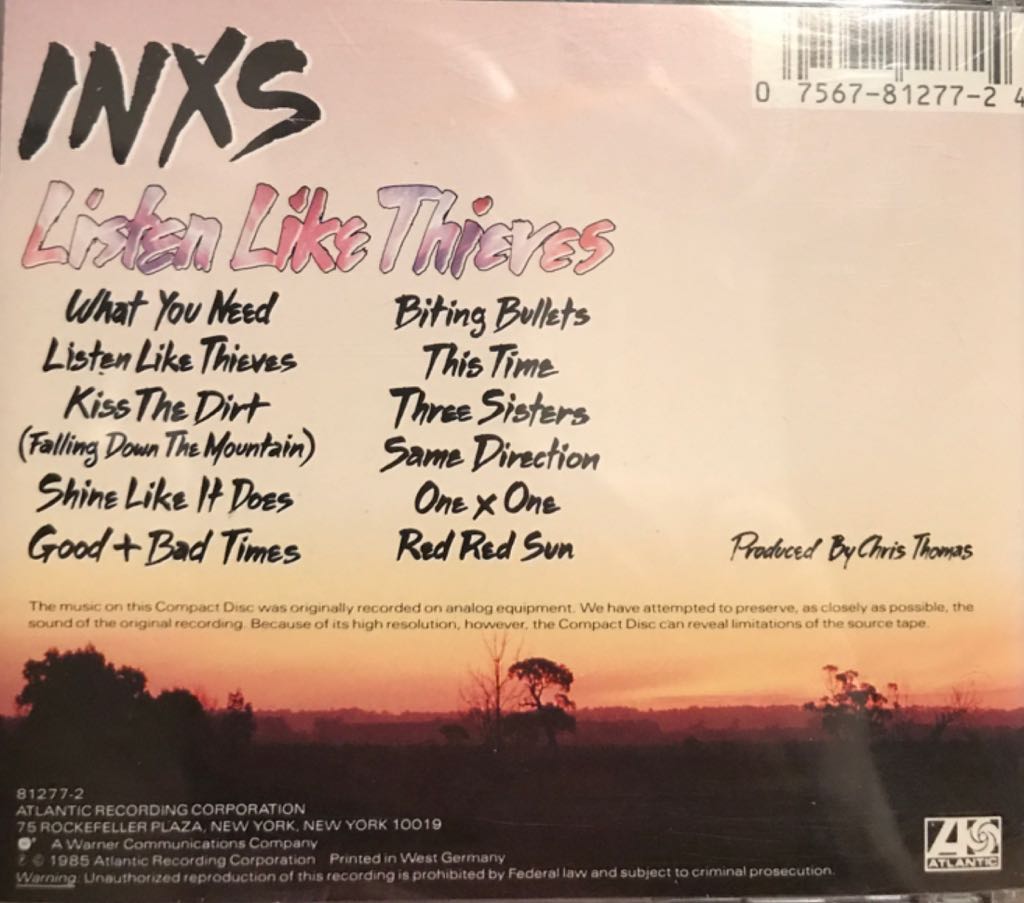 INXS
0 7567-81277-2 4
Listen Like Thieves
What You Need
Listen Like Thieves
Kiss The Dirt
(Falling Down The Mountain)
Shine Like It Does
Good + Bad Times
Biting Bullets
This Time
Three Sisters
Same Direction
One x One
Red Red Sun
Produced By Chris Thomas
The music on this Compact Disc was originally recorded on analog equipment. We have attempted to preserve, as closely as possible, the
sound of the original recording. Because of its high resolution, however, the Compact Disc can reveal limitations of the source tape.
81277-2
ATLANTIC RECORDING CORPORATION
75 ROCKEFELLER PLAZA, NEW YORK, NEW YORK 10019
A Warner Communications Company
℗ © 1985 Atlantic Recording Corporation Printed in West Germany
Warning: Unauthorized reproduction of this recording is prohibited by Federal law and subject to criminal prosecution.
ATLANTIC